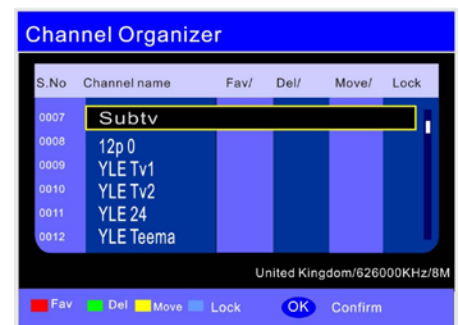 Channel Organizer
S.No Channel name Fav/ Del/ Move/ Lock
0007 Subtv
0008 12p 0
0009 YLE Tv1
0010 YLE Tv2
0011 YLE 24
0012 YLE Teema
United Kingdom/626000KHz/8M
Fav Del Move Lock OK Confirm